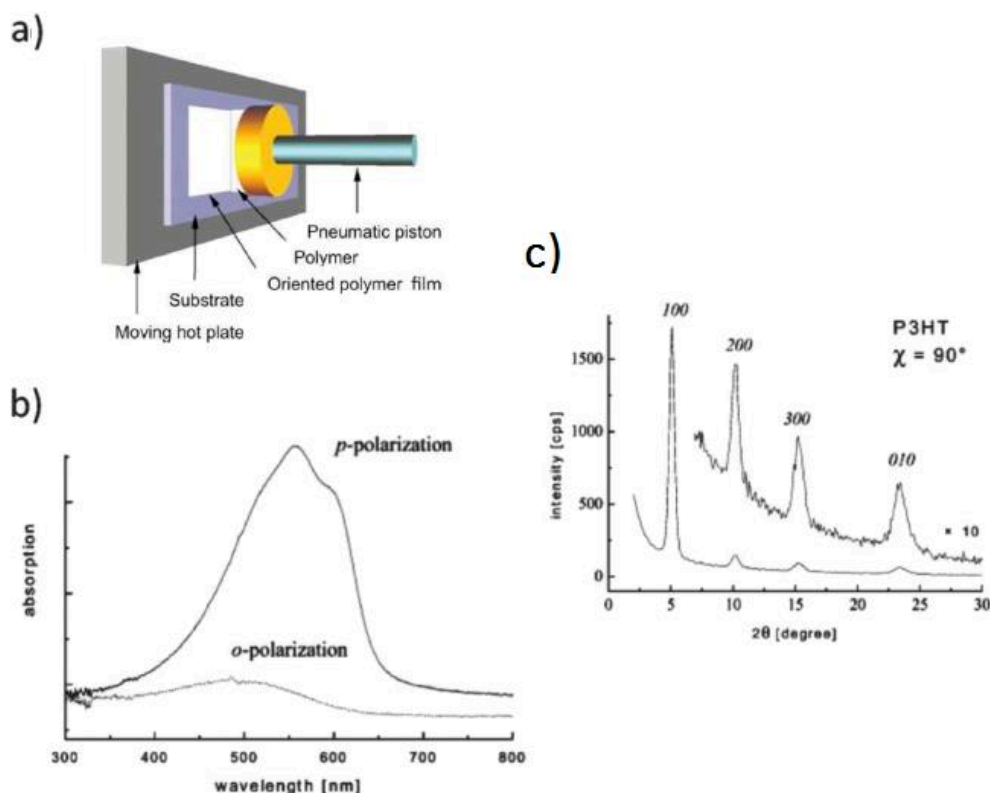 a)
Pneumatic piston
Polymer
Oriented polymer film
Substrate
Moving hot plate
b)
p-polarization
o-polarization
absorption
300 400 500 600 700 800
wavelength [nm]
c)
100
200
300
010
P3HT
χ = 90°
× 10
intensity [cps]
1500
1000
500
0
0 5 10 15 20 25 30
2θ [degree]